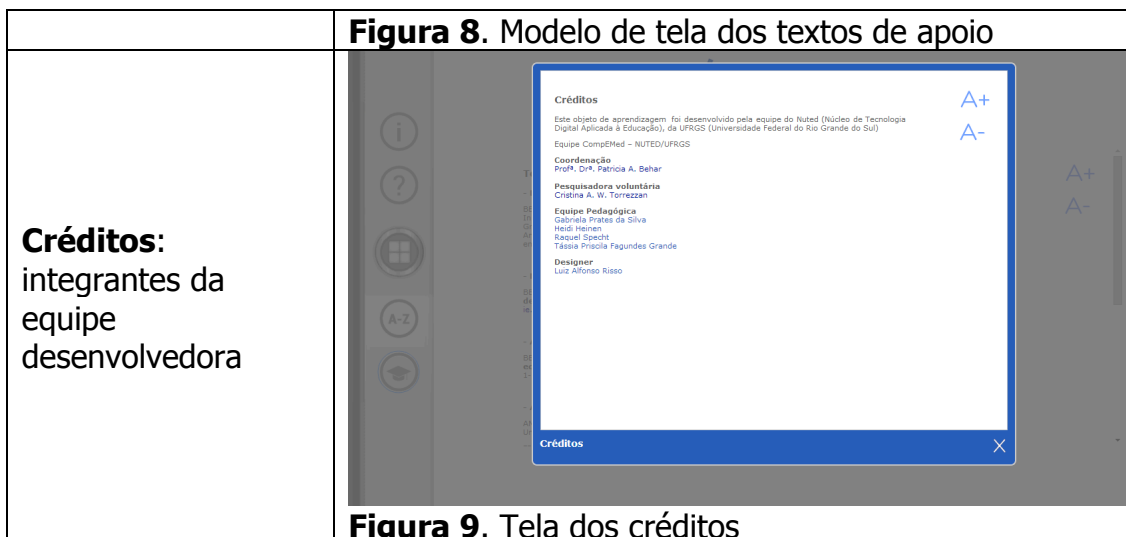 Figura 8. Modelo de tela dos textos de apoio
Créditos:
integrantes da
equipe
desenvolvedora
Créditos
A+
Este objeto de aprendizagem foi desenvolvido pela equipe do Nuted (Núcleo de Tecnologia
Digital Aplicada à Educação), da UFRGS (Universidade Federal do Rio Grande do Sul)
A-
Equipe CompEMed – NUTED/UFRGS
Coordenação
Profª. Drª. Patricia A. Behar
Pesquisadora voluntária
Cristina A. W. Torrezzan
Equipe Pedagógica
Gabriela Prates da Silva
Heidi Heinen
Raquel Specht
Tássia Priscila Fagundes Grande
Designer
Luiz Alfonso Risso
Créditos X
i
?
A-Z
A+
A-
Figura 9. Tela dos créditos